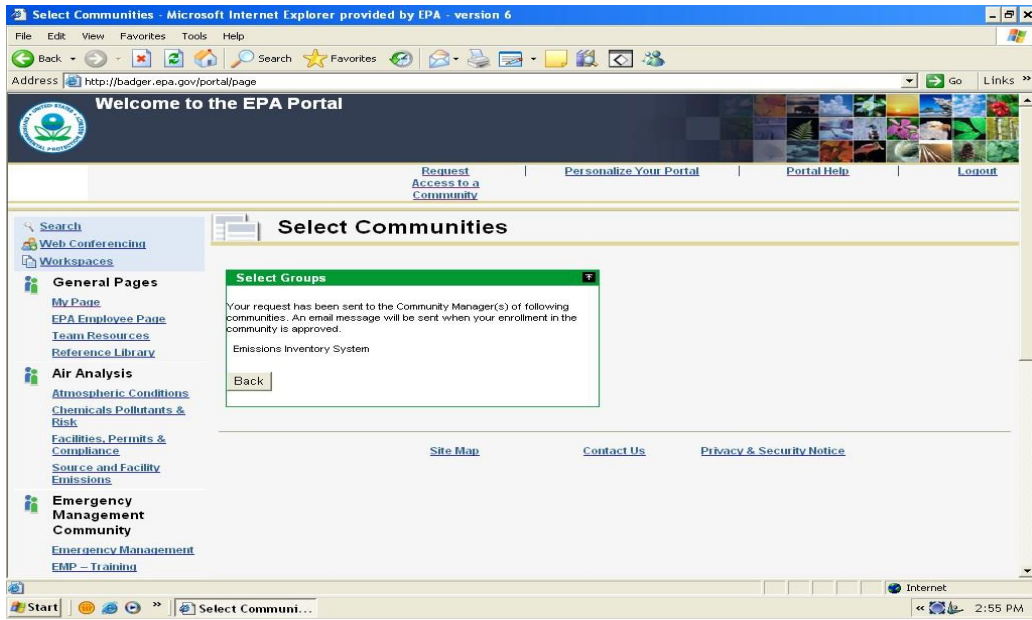 Select Communities - Microsoft Internet Explorer provided by EPA - version 6
File Edit View Favorites Tools Help
Back Search Favorites
Address http://badger.epa.gov/portal/page Go Links »
Welcome to the EPA Portal
Request Access to a Community | Personalize Your Portal | Portal Help | Logout
Search
Web Conferencing
Workspaces
General Pages
My Page
EPA Employee Page
Team Resources
Reference Library
Air Analysis
Atmospheric Conditions
Chemicals Pollutants &
Risk
Facilities, Permits &
Compliance
Source and Facility
Emissions
Emergency
Management
Community
Emergency Management
EMP – Training
Select Communities
Select Groups
Your request has been sent to the Community Manager(s) of following
communities. An email message will be sent when your enrollment in the
community is approved.
Emissions Inventory System
Back
Site Map Contact Us Privacy & Security Notice
Internet
Start » Select Communi... « 2:55 PM